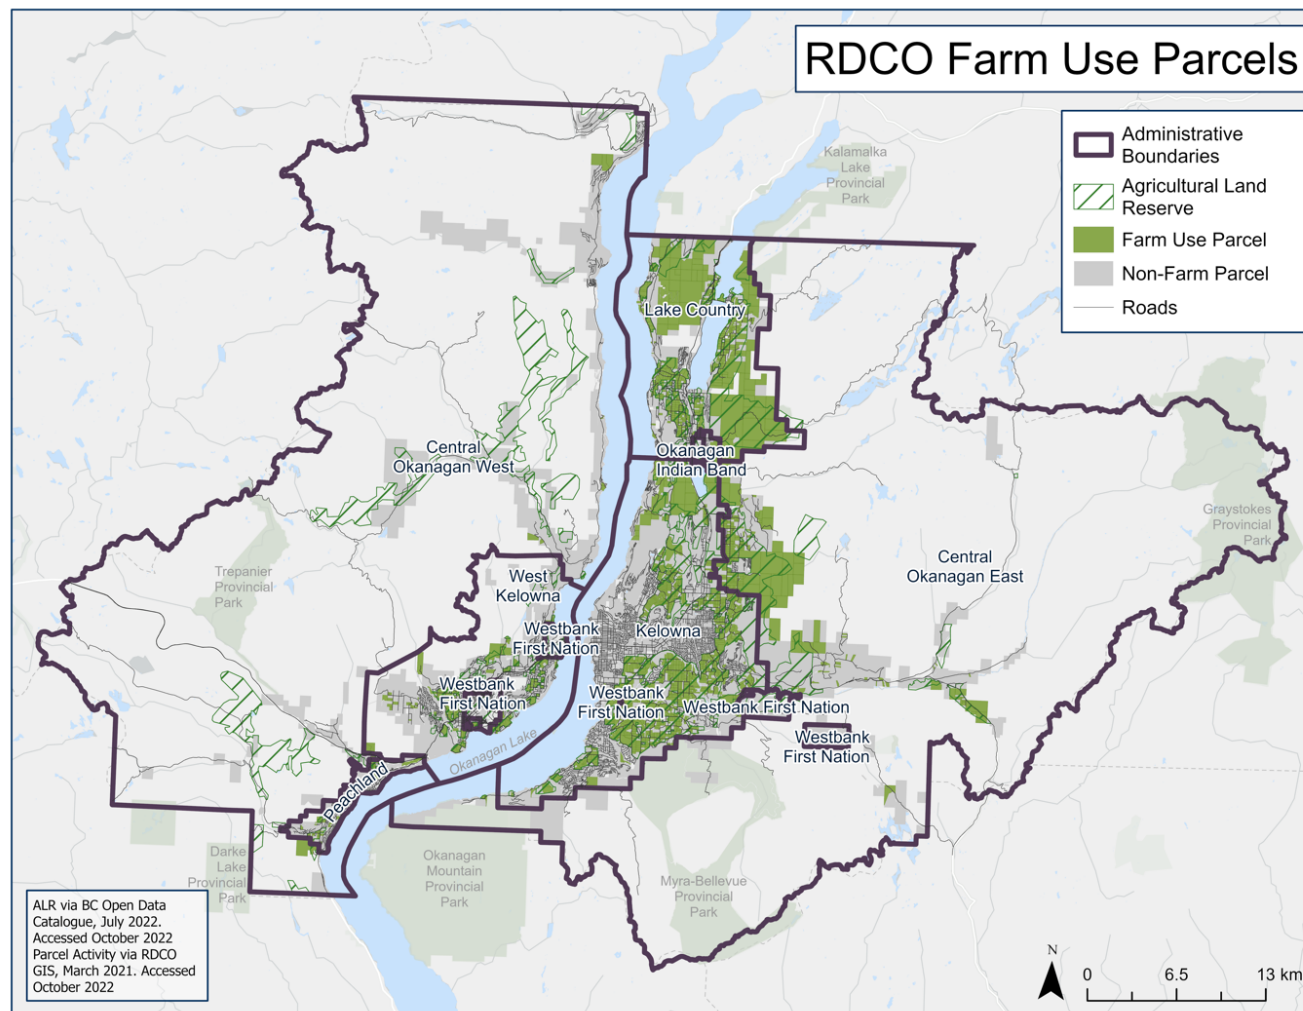 RDCO Farm Use Parcels
Administrative
Boundaries
Agricultural Land
Reserve
Farm Use Parcel
Non-Farm Parcel
Roads
Kalamalka
Lake
Provincial
Park
Lake Country
Okanagan
Indian Band
Central
Okanagan West
Graystokes
Provincial
Park
Central
Okanagan East
Trepanier
Provincial
Park
West
Kelowna
Westbank
First Nation
Kelowna
Westbank
First Nation
Westbank
First Nation
Westbank First Nation
Westbank
First Nation
Okanagan Lake
Peachland
Darke
Lake
Provincial
Park
Okanagan
Mountain
Provincial
Park
Myra-Bellevue
Provincial
Park
ALR via BC Open Data
Catalogue, July 2022.
Accessed October 2022
Parcel Activity via RDCO
GIS, March 2021. Accessed
October 2022
N
0 6.5 13 km